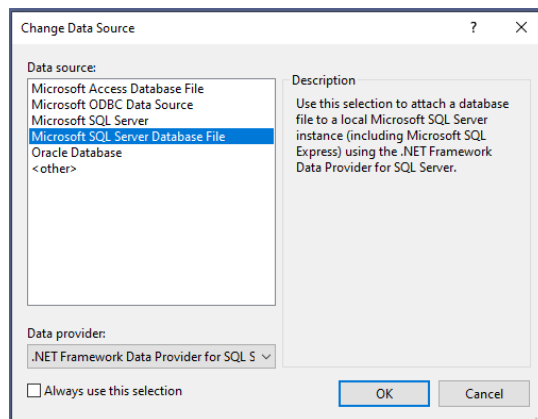 Change Data Source
? 
Data source:
Microsoft Access Database File
Microsoft ODBC Data Source
Microsoft SQL Server
Microsoft SQL Server Database File
Oracle Database
<other>
Description
Use this selection to attach a database
file to a local Microsoft SQL Server
instance (including Microsoft SQL
Express) using the .NET Framework
Data Provider for SQL Server.
Data provider:
.NET Framework Data Provider for SQL S
Always use this selection
OK
Cancel